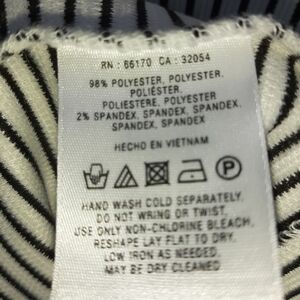 RN : 66170 CA : 32054
98% POLYESTER, POLYESTER,
POLIÉSTER,
POLIESTERE, POLYESTER
2% SPANDEX, SPANDEX,
SPANDEX, SPANDEX
HECHO EN VIETNAM
P
HAND WASH COLD SEPARATELY.
DO NOT WRING OR TWIST.
USE ONLY NON-CHLORINE BLEACH.
RESHAPE LAY FLAT TO DRY.
LOW IRON AS NEEDED.
MAY BE DRY CLEANED